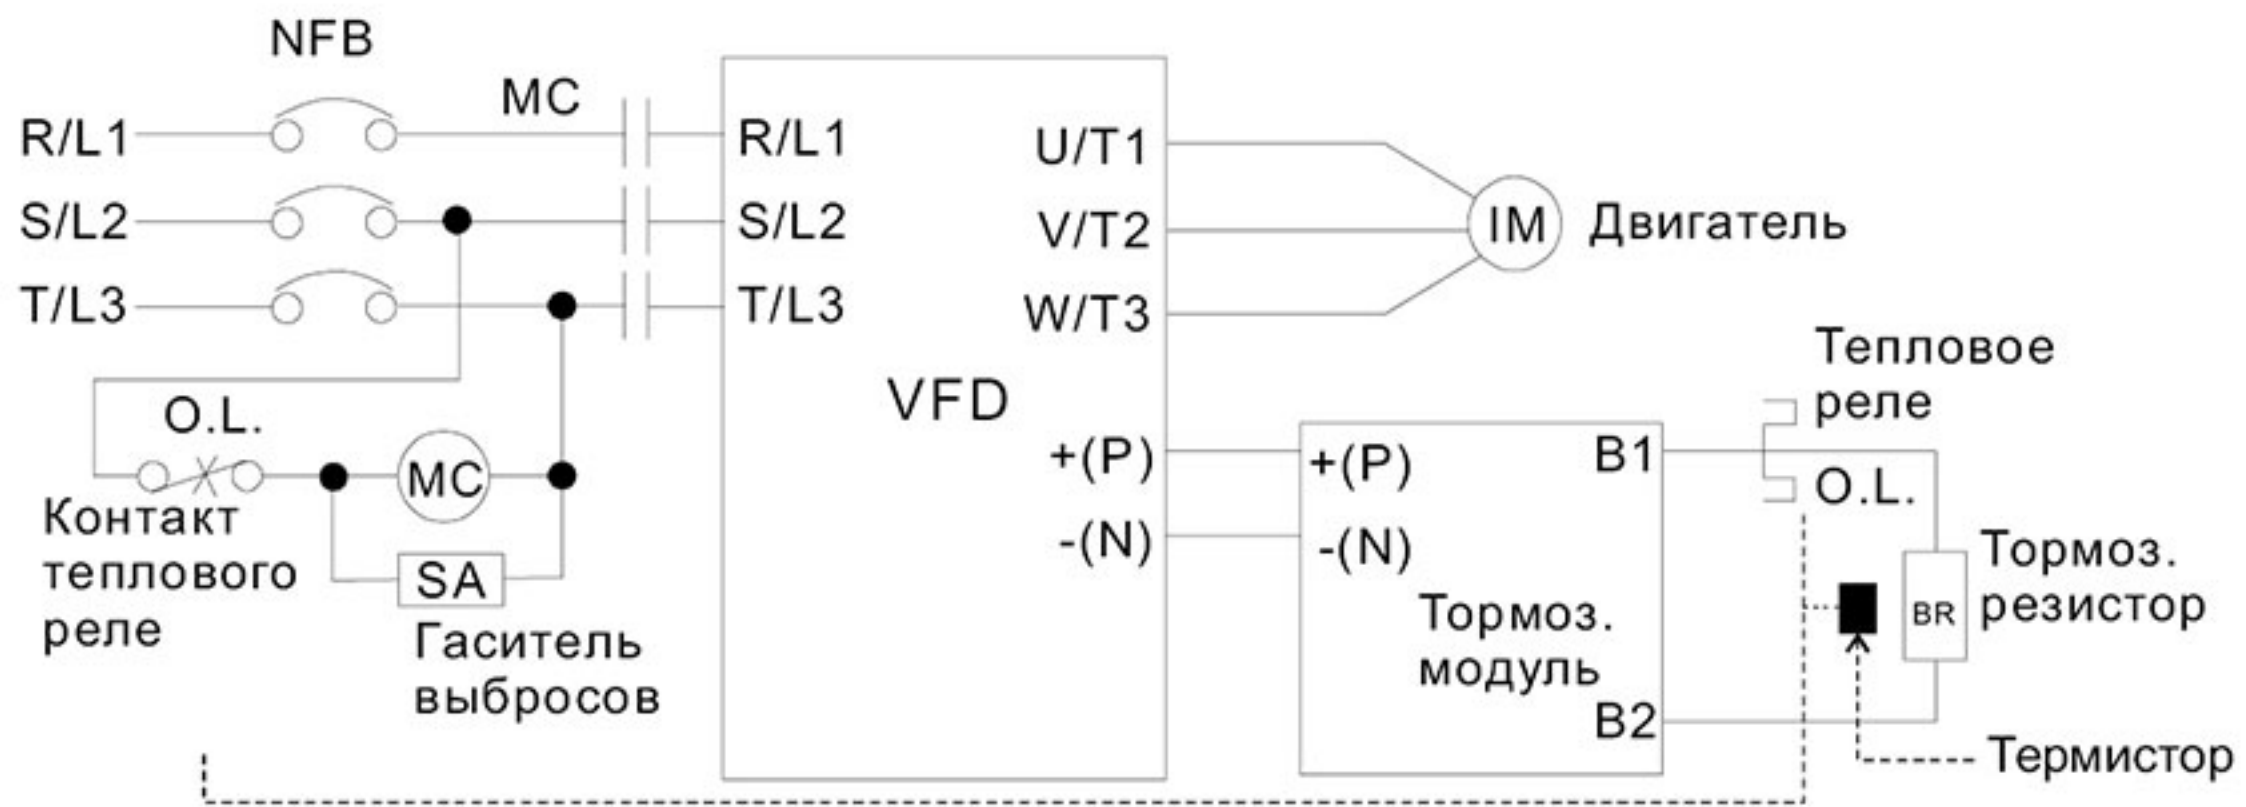 NFB
MC
R/L1
S/L2
T/L3
R/L1
S/L2
T/L3
U/T1
V/T2
W/T3
IM
Двигатель
VFD
O.L.
MC
SA
Контакт
теплового
реле
Гаситель
выбросов
+(P)
-(N)
+(P)
-(N)
B1
B2
Тормоз.
модуль
Тепловое
реле
O.L.
BR
Тормоз.
резистор
Термистор